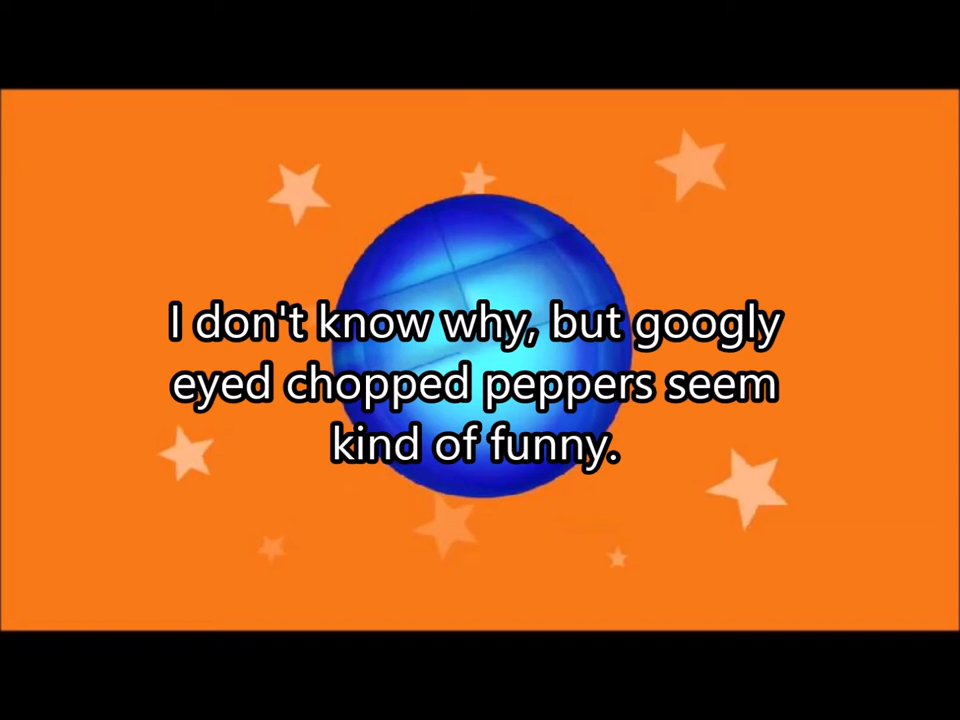 I don't know why, but googly
eyed chopped peppers seem
kind of funny.